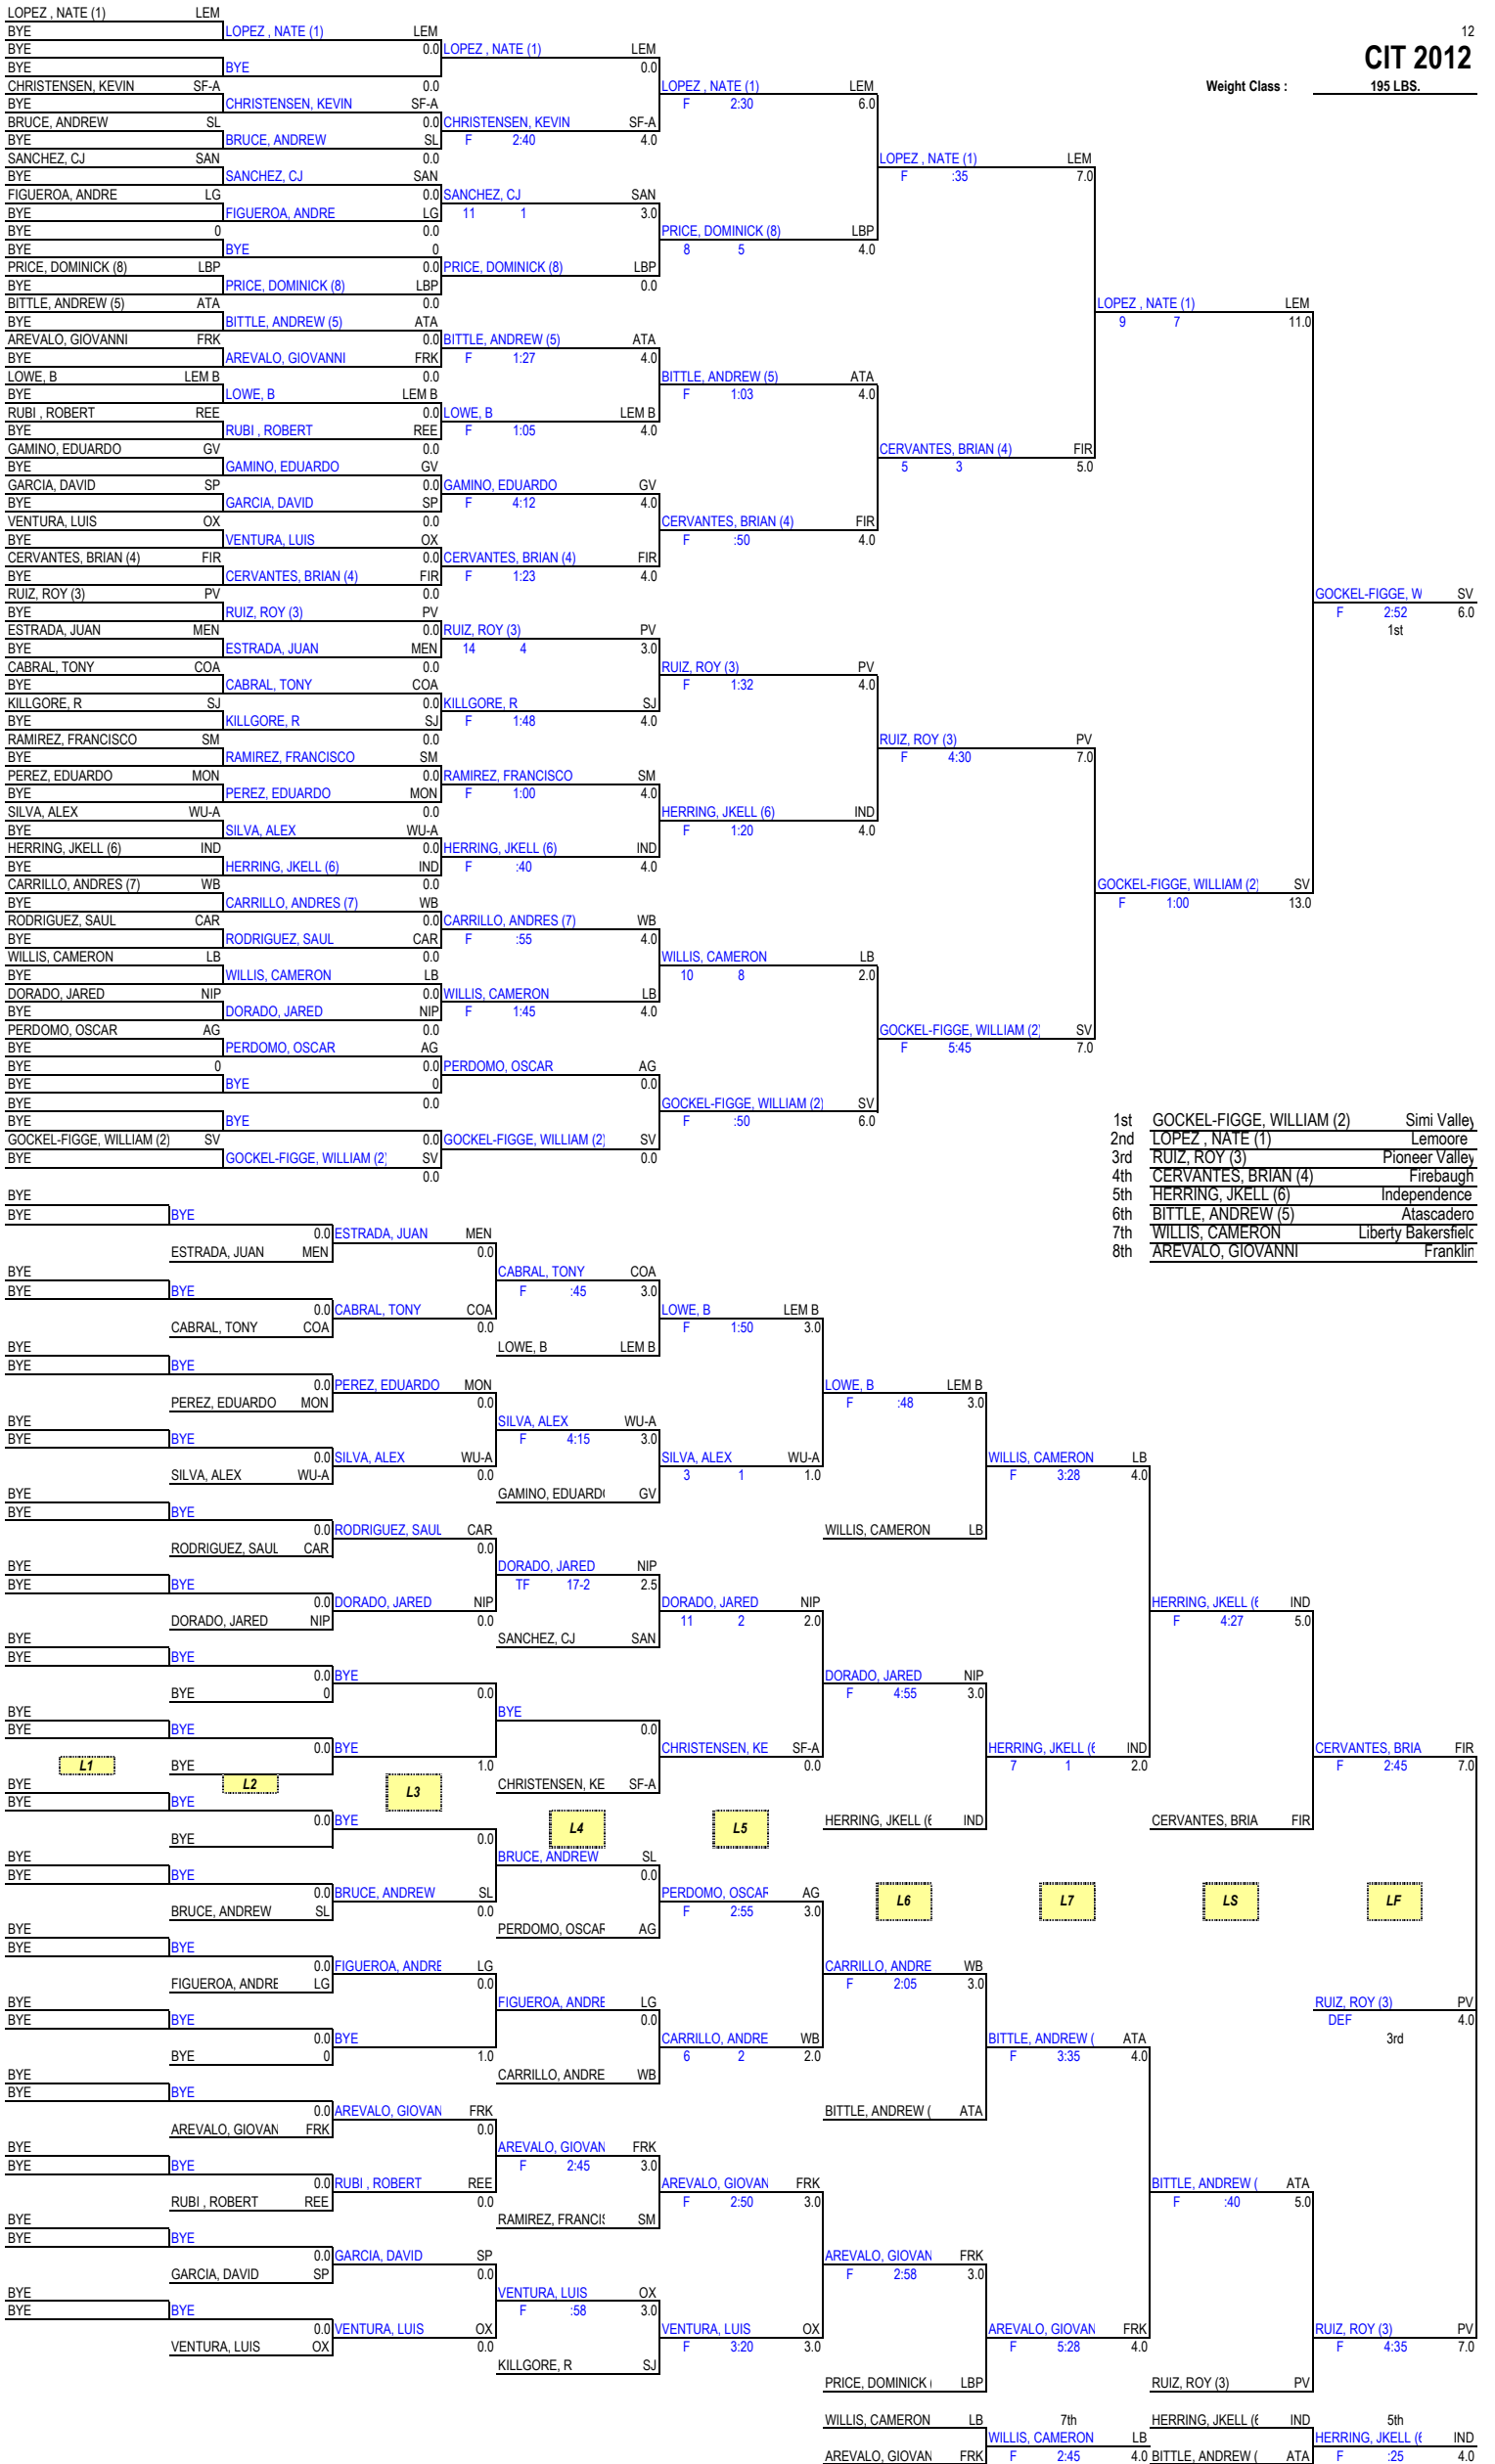 LOPEZ , NATE (1) LEM
BYE LOPEZ , NATE (1) LEM 12
BYE 0.0 LOPEZ , NATE (1) LEM CIT 2012
BYE BYE 0.0
CHRISTENSEN, KEVIN SF-A 0.0 LOPEZ , NATE (1) LEM Weight Class : 195 LBS.
BYE CHRISTENSEN, KEVIN SF-A F 2:30 6.0
BRUCE, ANDREW SL 0.0 CHRISTENSEN, KEVIN SF-A
BYE BRUCE, ANDREW SL F 2:40 4.0
SANCHEZ, CJ SAN 0.0 LOPEZ , NATE (1) LEM
BYE SANCHEZ, CJ SAN F :35 7.0
FIGUEROA, ANDRE LG 0.0 SANCHEZ, CJ SAN
BYE FIGUEROA, ANDRE LG 11 1 3.0
BYE 0 0.0 PRICE, DOMINICK (8) LBP
BYE BYE 0 8 5 4.0
PRICE, DOMINICK (8) LBP 0.0 PRICE, DOMINICK (8) LBP
BYE PRICE, DOMINICK (8) LBP 0.0
BITTLE, ANDREW (5) ATA 0.0 LOPEZ , NATE (1) LEM
BYE BITTLE, ANDREW (5) ATA 9 7 11.0
AREVALO, GIOVANNI FRK 0.0 BITTLE, ANDREW (5) ATA
BYE AREVALO, GIOVANNI FRK F 1:27 4.0
LOWE, B LEM B 0.0 BITTLE, ANDREW (5) ATA
BYE LOWE, B LEM B F 1:03 4.0
RUBI , ROBERT REE 0.0 LOWE, B LEM B
BYE RUBI , ROBERT REE F 1:05 4.0
GAMINO, EDUARDO GV 0.0 CERVANTES, BRIAN (4) FIR
BYE GAMINO, EDUARDO GV 5 3 5.0
GARCIA, DAVID SP 0.0 GAMINO, EDUARDO GV
BYE GARCIA, DAVID SP F 4:12 4.0
VENTURA, LUIS OX 0.0 CERVANTES, BRIAN (4) FIR
BYE VENTURA, LUIS OX F :50 4.0
CERVANTES, BRIAN (4) FIR 0.0 CERVANTES, BRIAN (4) FIR
BYE CERVANTES, BRIAN (4) FIR F 1:23 4.0
RUIZ, ROY (3) PV 0.0 GOCKEL-FIGGE, W SV
BYE RUIZ, ROY (3) PV F 2:52 6.0
ESTRADA, JUAN MEN 0.0 RUIZ, ROY (3) PV 1st
BYE ESTRADA, JUAN MEN 14 4 3.0
CABRAL, TONY COA 0.0 RUIZ, ROY (3) PV
BYE CABRAL, TONY COA F 1:32 4.0
KILLGORE, R SJ 0.0 KILLGORE, R SJ
BYE KILLGORE, R SJ F 1:48 4.0
RAMIREZ, FRANCISCO SM 0.0 RUIZ, ROY (3) PV
BYE RAMIREZ, FRANCISCO SM F 4:30 7.0
PEREZ, EDUARDO MON 0.0 RAMIREZ, FRANCISCO SM
BYE PEREZ, EDUARDO MON F 1:00 4.0
SILVA, ALEX WU-A 0.0 HERRING, JKELL (6) IND
BYE SILVA, ALEX WU-A F 1:20 4.0
HERRING, JKELL (6) IND 0.0 HERRING, JKELL (6) IND
BYE HERRING, JKELL (6) IND F :40 4.0
CARRILLO, ANDRES (7) WB 0.0 GOCKEL-FIGGE, WILLIAM (2) SV
BYE CARRILLO, ANDRES (7) WB F 1:00 13.0
RODRIGUEZ, SAUL CAR 0.0 CARRILLO, ANDRES (7) WB
BYE RODRIGUEZ, SAUL CAR F :55 4.0
WILLIS, CAMERON LB 0.0 WILLIS, CAMERON LB
BYE WILLIS, CAMERON LB 10 8 2.0
DORADO, JARED NIP 0.0 WILLIS, CAMERON LB
BYE DORADO, JARED NIP F 1:45 4.0
PERDOMO, OSCAR AG 0.0 GOCKEL-FIGGE, WILLIAM (2) SV
BYE PERDOMO, OSCAR AG F 5:45 7.0
BYE 0 0.0 PERDOMO, OSCAR AG
BYE BYE 0 0.0
BYE 0.0 GOCKEL-FIGGE, WILLIAM (2) SV
BYE BYE F :50 6.0 1st GOCKEL-FIGGE, WILLIAM (2) Simi Valley
GOCKEL-FIGGE, WILLIAM (2) SV 0.0 GOCKEL-FIGGE, WILLIAM (2) SV 2nd LOPEZ , NATE (1) Lemoore
BYE GOCKEL-FIGGE, WILLIAM (2) SV 0.0 3rd RUIZ, ROY (3) Pioneer Valley
0.0 4th CERVANTES, BRIAN (4) Firebaugh
BYE 5th HERRING, JKELL (6) Independence
BYE BYE 6th BITTLE, ANDREW (5) Atascadero
0.0 ESTRADA, JUAN MEN 7th WILLIS, CAMERON Liberty Bakersfield
ESTRADA, JUAN MEN 0.0 8th AREVALO, GIOVANNI Franklin
BYE CABRAL, TONY COA
BYE BYE F :45 3.0
0.0 CABRAL, TONY COA LOWE, B LEM B
CABRAL, TONY COA 0.0 F 1:50 3.0
BYE LOWE, B LEM B
BYE BYE
0.0 PEREZ, EDUARDO MON LOWE, B LEM B
PEREZ, EDUARDO MON 0.0 F :48 3.0
BYE SILVA, ALEX WU-A
BYE BYE F 4:15 3.0
0.0 SILVA, ALEX WU-A SILVA, ALEX WU-A WILLIS, CAMERON LB
SILVA, ALEX WU-A 0.0 3 1 1.0 F 3:28 4.0
BYE GAMINO, EDUARD GV
BYE BYE
0.0 RODRIGUEZ, SAUL CAR WILLIS, CAMERON LB
RODRIGUEZ, SAUL CAR 0.0
BYE DORADO, JARED NIP
BYE BYE TF 17-2 2.5
0.0 DORADO, JARED NIP DORADO, JARED NIP HERRING, JKELL (6 IND
DORADO, JARED NIP 0.0 11 2 2.0 F 4:27 5.0
BYE SANCHEZ, CJ SAN
BYE BYE
0.0 BYE DORADO, JARED NIP
BYE 0 0.0 F 4:55 3.0
BYE BYE
BYE BYE 0.0
0.0 BYE CHRISTENSEN, KE SF-A HERRING, JKELL (6 IND CERVANTES, BRIA FIR
L1 BYE 1.0 0.0 7 1 2.0 F 2:45 7.0
BYE L2 L3 CHRISTENSEN, KE SF-A
BYE BYE
0.0 BYE L4 L5 HERRING, JKELL (6 IND CERVANTES, BRIA FIR
BYE 0.0
BYE BRUCE, ANDREW SL
BYE BYE 0.0
0.0 BRUCE, ANDREW SL PERDOMO, OSCAR AG L6 L7 LS LF
BRUCE, ANDREW SL 0.0 F 2:55 3.0
BYE PERDOMO, OSCAR AG
BYE BYE
0.0 FIGUEROA, ANDRE LG CARRILLO, ANDRE WB
FIGUEROA, ANDRE LG 0.0 F 2:05 3.0
BYE FIGUEROA, ANDRE LG RUIZ, ROY (3) PV
BYE BYE 0.0 DEF 4.0
0.0 BYE CARRILLO, ANDRE WB BITTLE, ANDREW ( ATA 3rd
BYE 0 1.0 6 2 2.0 F 3:35 4.0
BYE CARRILLO, ANDRE WB
BYE BYE
0.0 AREVALO, GIOVAN FRK BITTLE, ANDREW ( ATA
AREVALO, GIOVAN FRK 0.0
BYE AREVALO, GIOVAN FRK
BYE BYE F 2:45 3.0
0.0 RUBI , ROBERT REE AREVALO, GIOVAN FRK BITTLE, ANDREW ( ATA
RUBI , ROBERT REE 0.0 F 2:50 3.0 F :40 5.0
BYE RAMIREZ, FRANCIS SM
BYE BYE
0.0 GARCIA, DAVID SP AREVALO, GIOVAN FRK
GARCIA, DAVID SP 0.0 F 2:58 3.0
BYE VENTURA, LUIS OX
BYE BYE F :58 3.0
0.0 VENTURA, LUIS OX VENTURA, LUIS OX AREVALO, GIOVAN FRK RUIZ, ROY (3) PV
VENTURA, LUIS OX 0.0 F 3:20 3.0 F 5:28 4.0 F 4:35 7.0
KILLGORE, R SJ
PRICE, DOMINICK ( LBP RUIZ, ROY (3) PV
WILLIS, CAMERON LB 7th HERRING, JKELL (6 IND 5th
WILLIS, CAMERON LB HERRING, JKELL (6 IND
AREVALO, GIOVAN FRK F 2:45 4.0 BITTLE, ANDREW ( ATA F :25 4.0